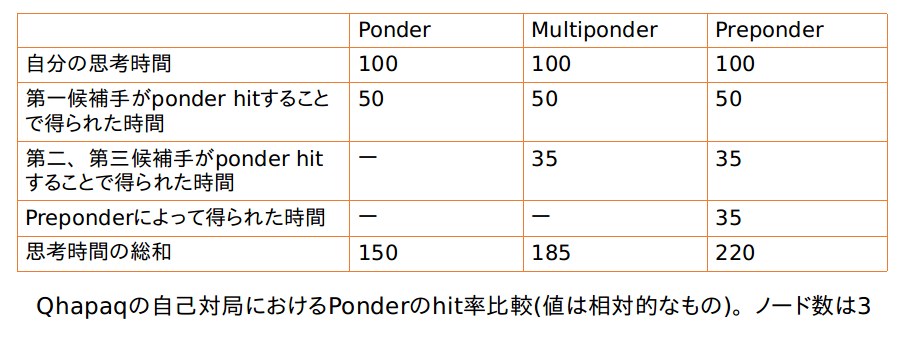 Ponder Multiponder Preponder
自分の思考時間 100 100 100
第一候補手がponder hitすること 50 50 50
で得られた時間
第二、第三候補手がponder hit ー 35 35
することで得られた時間
Preponderによって得られた時間 ー ー 35
思考時間の総和 150 185 220
Qhapaqの自己対局におけるPonderのhit率比較(値は相対的なもの)。ノード数は3